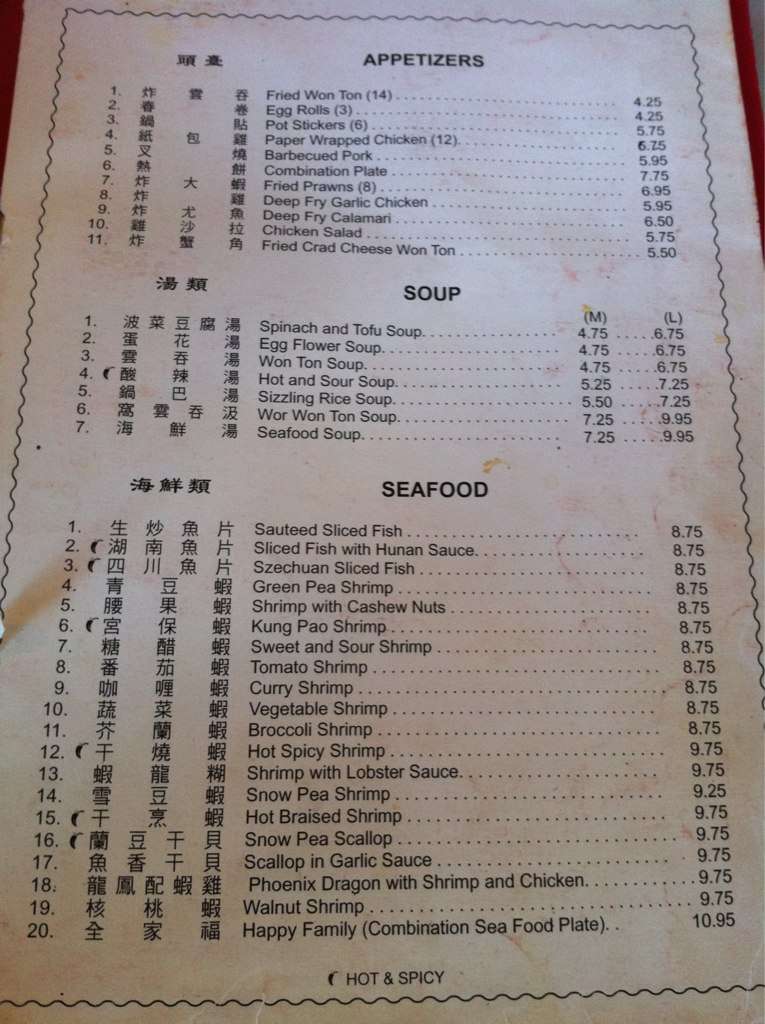 頭臺 APPETIZERS
1. 炸雲吞 Fried Won Ton (14) 4.25
2. 春卷 Egg Rolls (3) 4.25
3. 鍋貼 Pot Stickers (6) 5.75
4. 紙包雞 Paper Wrapped Chicken (12) 6.75
5. 叉燒 Barbecued Pork 5.95
6. 熱餅 Combination Plate 7.75
7. 炸大蝦 Fried Prawns (8) 6.95
8. 炸雞 Deep Fry Garlic Chicken 5.95
9. 炸尤魚 Deep Fry Calamari 6.50
10. 雞沙拉 Chicken Salad 5.75
11. 炸蟹角 Fried Crad Cheese Won Ton 5.50
湯類 SOUP
(M) (L)
1. 波菜豆腐湯 Spinach and Tofu Soup 4.75 6.75
2. 蛋花湯 Egg Flower Soup 4.75 6.75
3. 雲吞湯 Won Ton Soup 4.75 6.75
4. 酸辣湯 Hot and Sour Soup 5.25 7.25
5. 鍋巴湯 Sizzling Rice Soup 5.50 7.25
6. 窩雲吞汲 Wor Won Ton Soup 7.25 9.95
7. 海鮮湯 Seafood Soup 7.25 9.95
海鮮類 SEAFOOD
1. 生炒魚片 Sauteed Sliced Fish 8.75
2. 湖南魚片 Sliced Fish with Hunan Sauce 8.75
3. 四川魚片 Szechuan Sliced Fish 8.75
4. 青豆蝦 Green Pea Shrimp 8.75
5. 腰果蝦 Shrimp with Cashew Nuts 8.75
6. 宮保蝦 Kung Pao Shrimp 8.75
7. 糖醋蝦 Sweet and Sour Shrimp 8.75
8. 番茄蝦 Tomato Shrimp 8.75
9. 咖喱蝦 Curry Shrimp 8.75
10. 蔬菜蝦 Vegetable Shrimp 8.75
11. 芥蘭蝦 Broccoli Shrimp 8.75
12. 干燒蝦 Hot Spicy Shrimp 9.75
13. 蝦龍糊 Shrimp with Lobster Sauce 9.75
14. 雪豆蝦 Snow Pea Shrimp 9.25
15. 干烹蝦 Hot Braised Shrimp 9.75
16. 蘭豆干貝 Snow Pea Scallop 9.75
17. 魚香干貝 Scallop in Garlic Sauce 9.75
18. 龍鳳配蝦雞 Phoenix Dragon with Shrimp and Chicken 9.75
19. 核桃蝦 Walnut Shrimp 9.75
20. 全家福 Happy Family (Combination Sea Food Plate) 10.95
HOT & SPICY